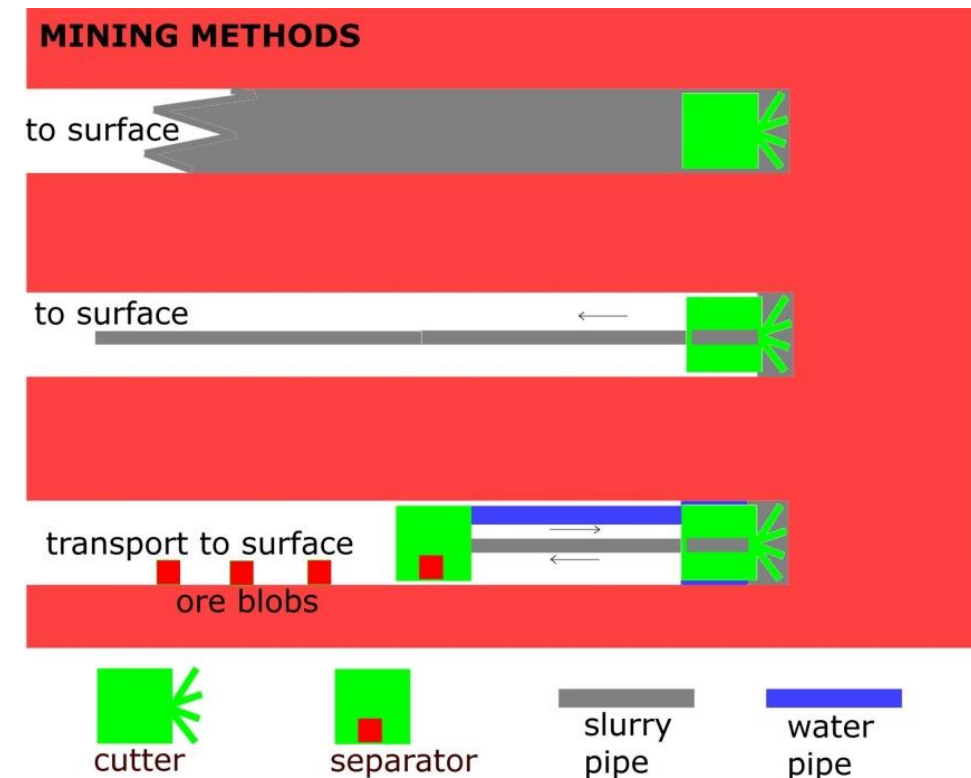 MINING METHODS
to surface
to surface
transport to surface
ore blobs
cutter
separator
slurry
pipe
water
pipe